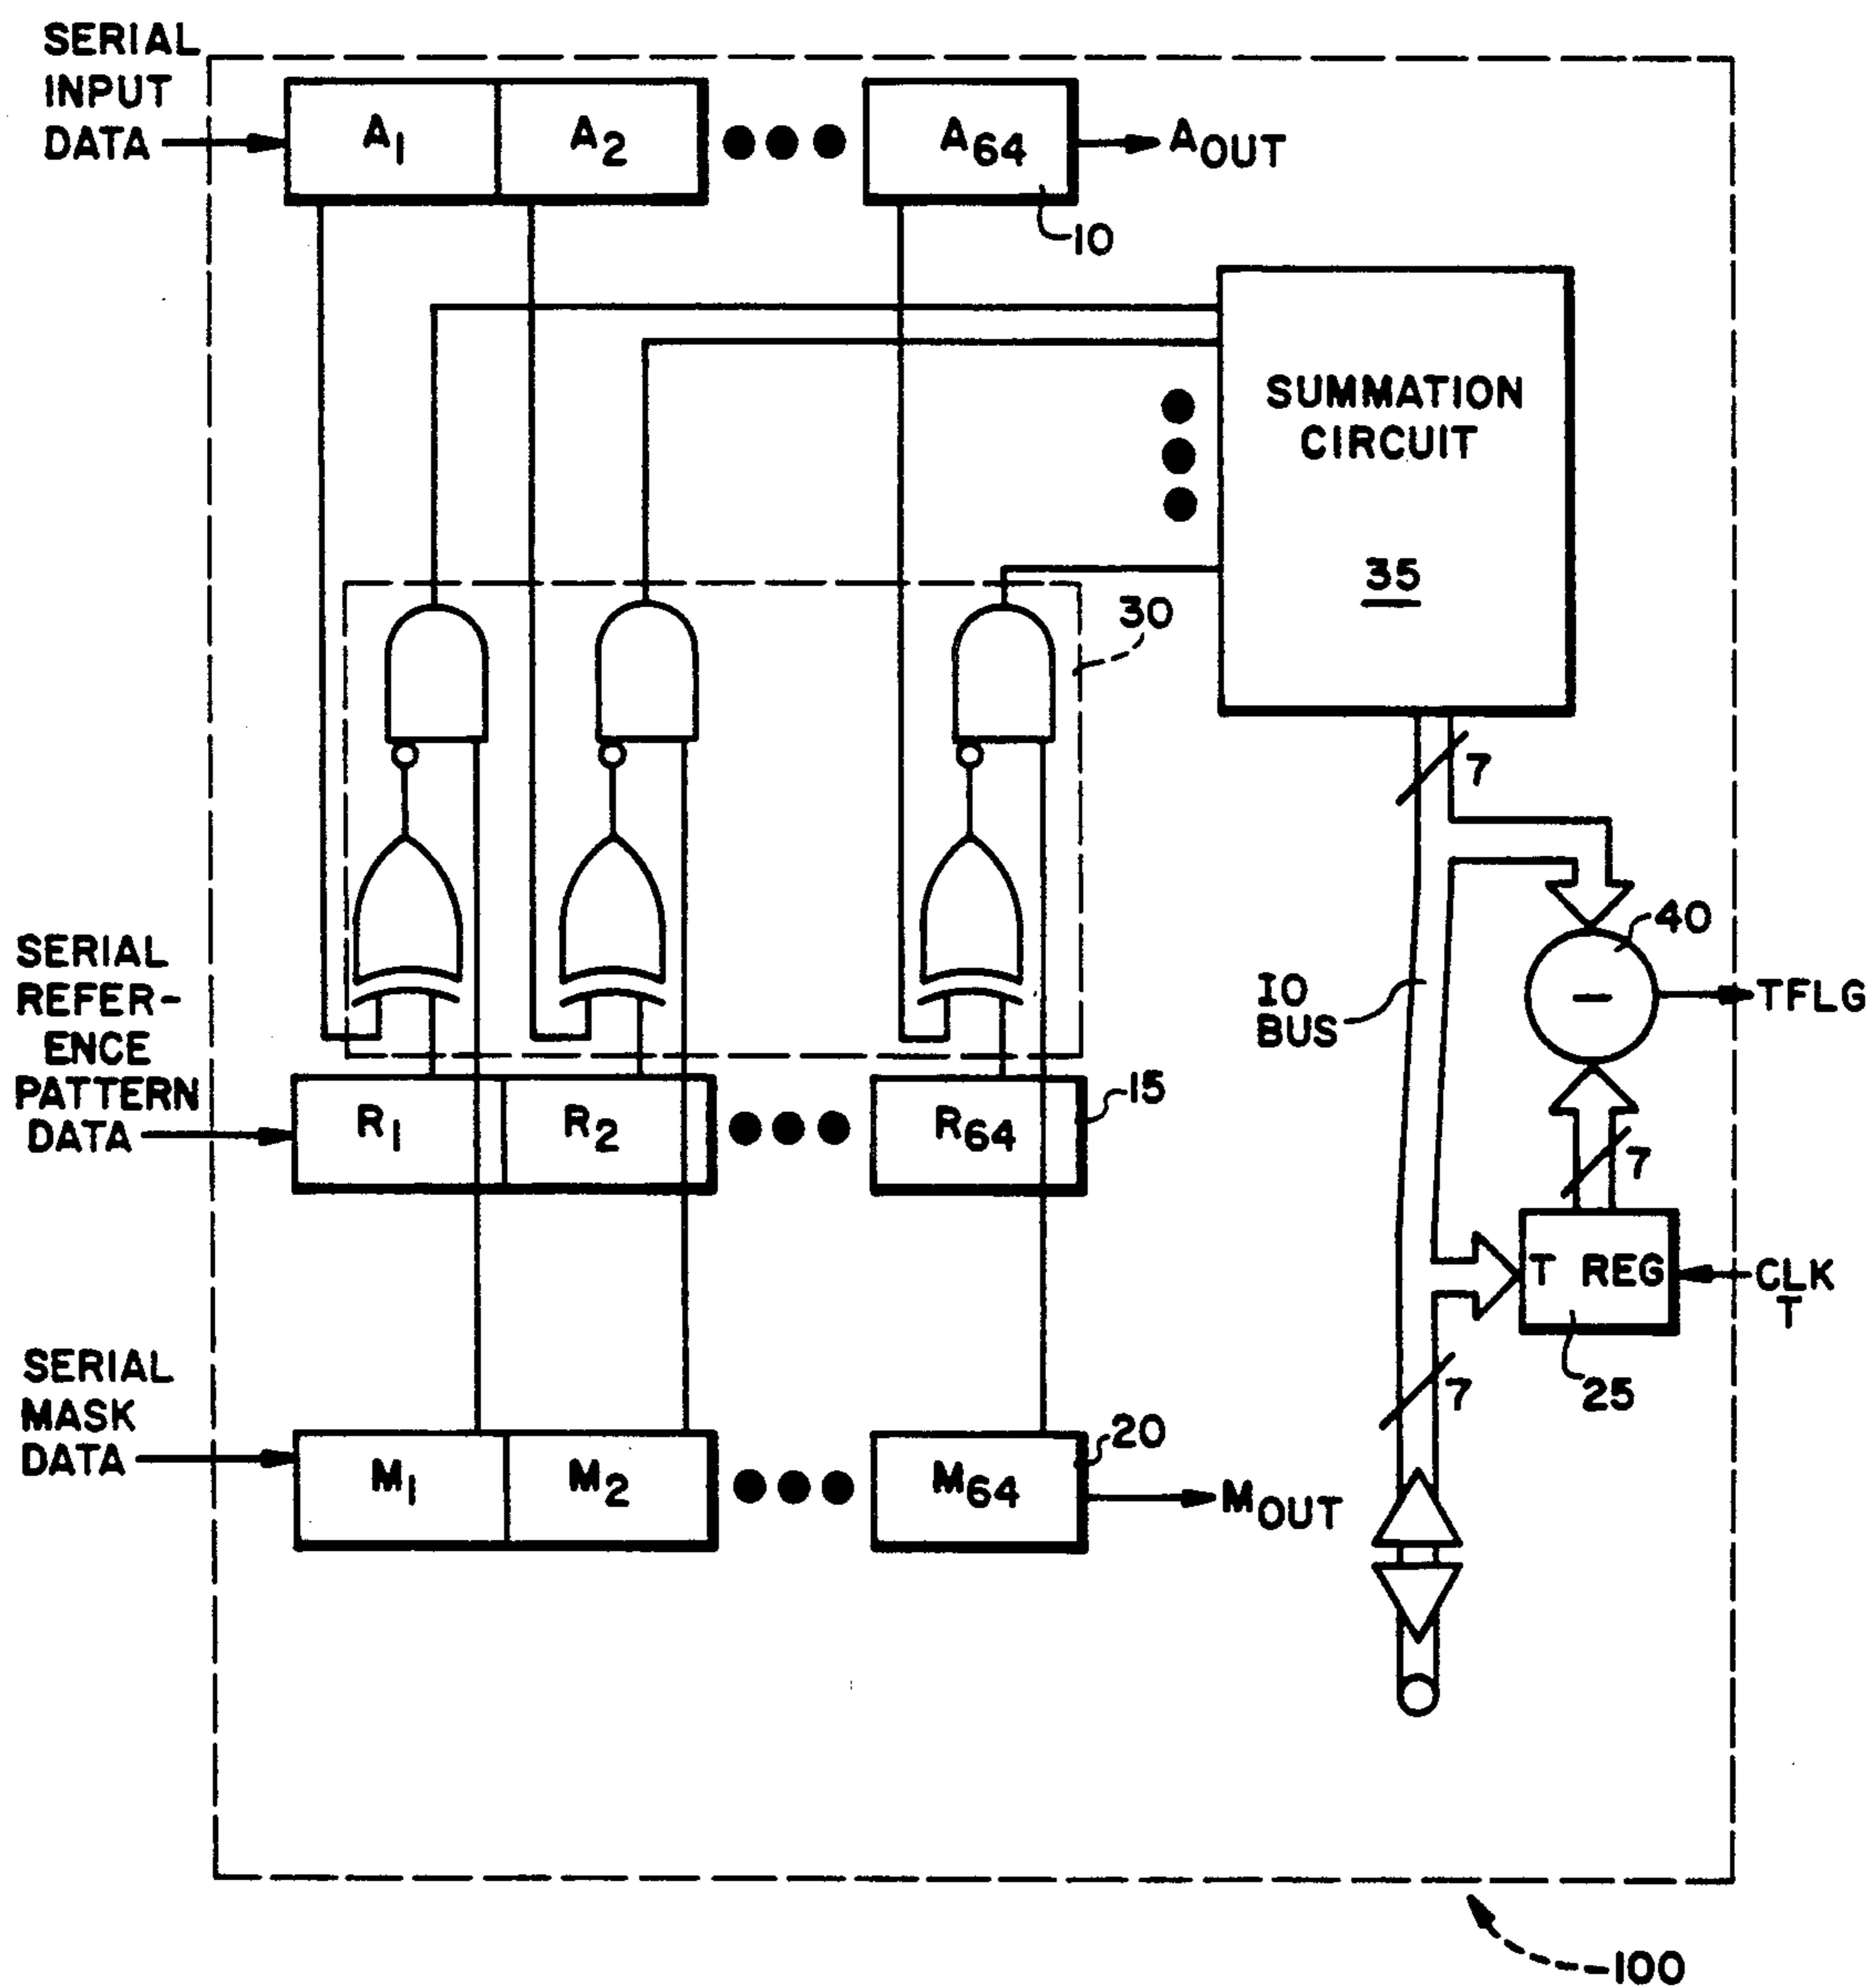 SERIAL
INPUT
DATA
A1
A2
A64
AOUT
10
SUMMATION
CIRCUIT
35
30
7
40
SERIAL
REFER-
ENCE
PATTERN
DATA
IO
BUS
−
TFLG
R1
R2
R64
15
7
T REG
CLK
T
25
SERIAL
MASK
DATA
7
M1
M2
M64
20
MOUT
100